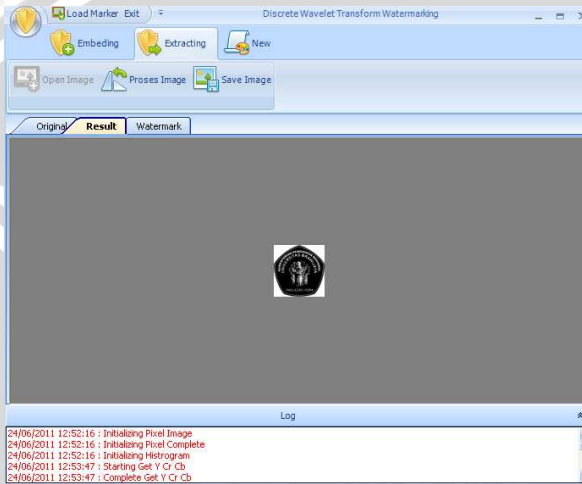 Load Marker Exit
Discrete Wavelet Transform Watermarking
Embeding Extracting New
Open Image Proses Image Save Image
Original Result Watermark
Log
24/06/2011 12:52:16 : Initializing Pixel Image
24/06/2011 12:52:16 : Initializing Pixel Complete
24/06/2011 12:52:16 : Initializing Histrogram
24/06/2011 12:53:47 : Starting Get Y Cr Cb
24/06/2011 12:53:47 : Complete Get Y Cr Cb